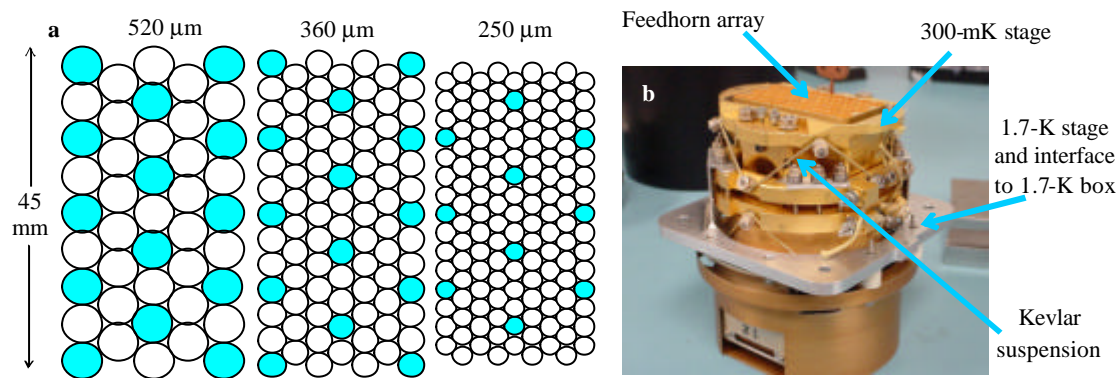 a
520 µm
360 µm
250 µm
45
mm
b
Feedhorn array
300-mK stage
1.7-K stage
and interface
to 1.7-K box
Kevlar
suspension